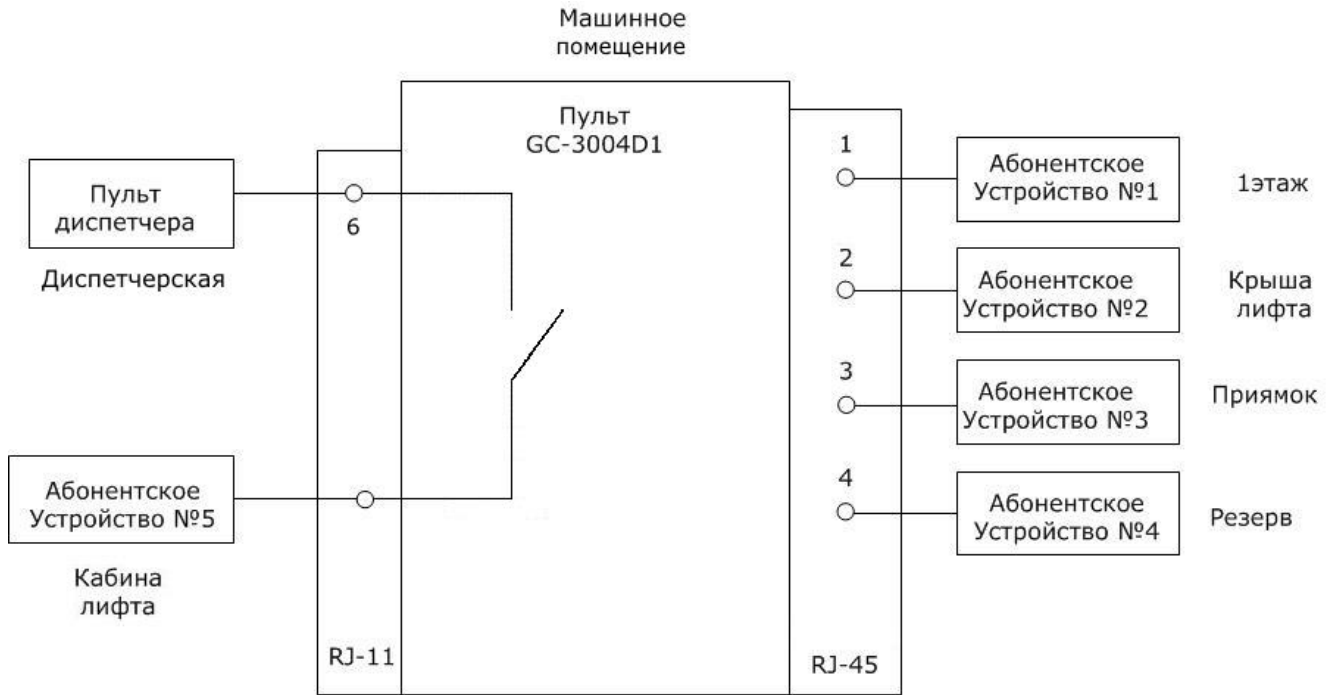 Машинное
помещение
Пульт
GC-3004D1
Пульт
диспетчера
6
Диспетчерская
Абонентское
Устройство №5
Кабина
лифта
RJ-11
1
Абонентское
Устройство №1
1этаж
2
Абонентское
Устройство №2
Крыша
лифта
3
Абонентское
Устройство №3
Приямок
4
Абонентское
Устройство №4
Резерв
RJ-45